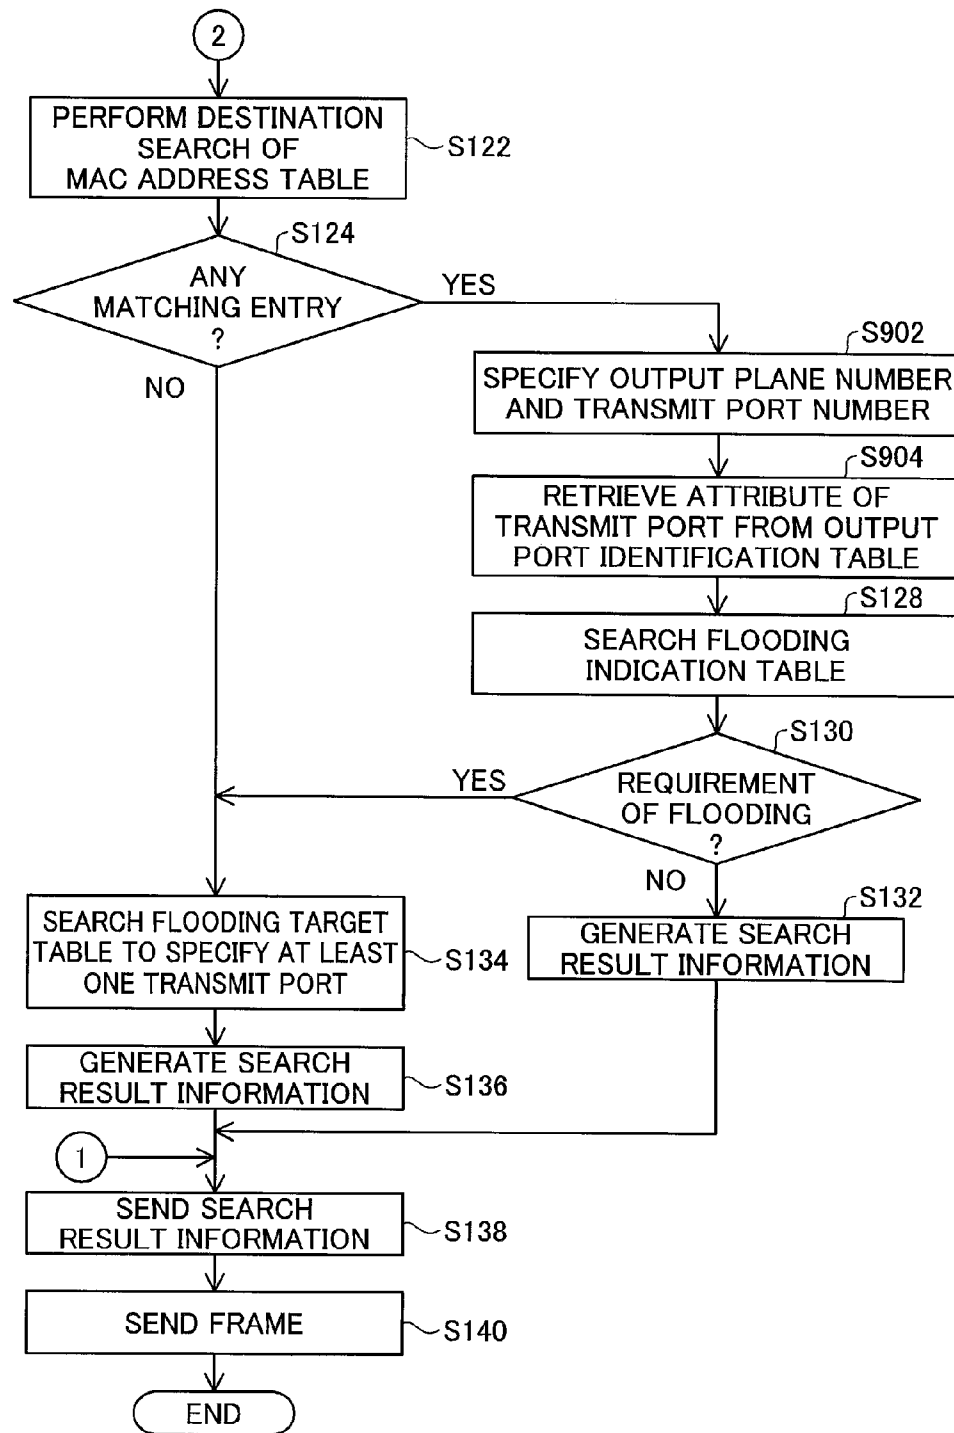 2
PERFORM DESTINATION
SEARCH OF
MAC ADDRESS TABLE
S122
S124
ANY
MATCHING ENTRY
?
YES
NO
S902
SPECIFY OUTPUT PLANE NUMBER
AND TRANSMIT PORT NUMBER
S904
RETRIEVE ATTRIBUTE OF
TRANSMIT PORT FROM OUTPUT
PORT IDENTIFICATION TABLE
S128
SEARCH FLOODING
INDICATION TABLE
S130
REQUIREMENT
OF FLOODING
?
YES
NO
S132
GENERATE SEARCH
RESULT INFORMATION
SEARCH FLOODING TARGET
TABLE TO SPECIFY AT LEAST
ONE TRANSMIT PORT
S134
GENERATE SEARCH
RESULT INFORMATION
S136
1
SEND SEARCH
RESULT INFORMATION
S138
SEND FRAME
S140
END